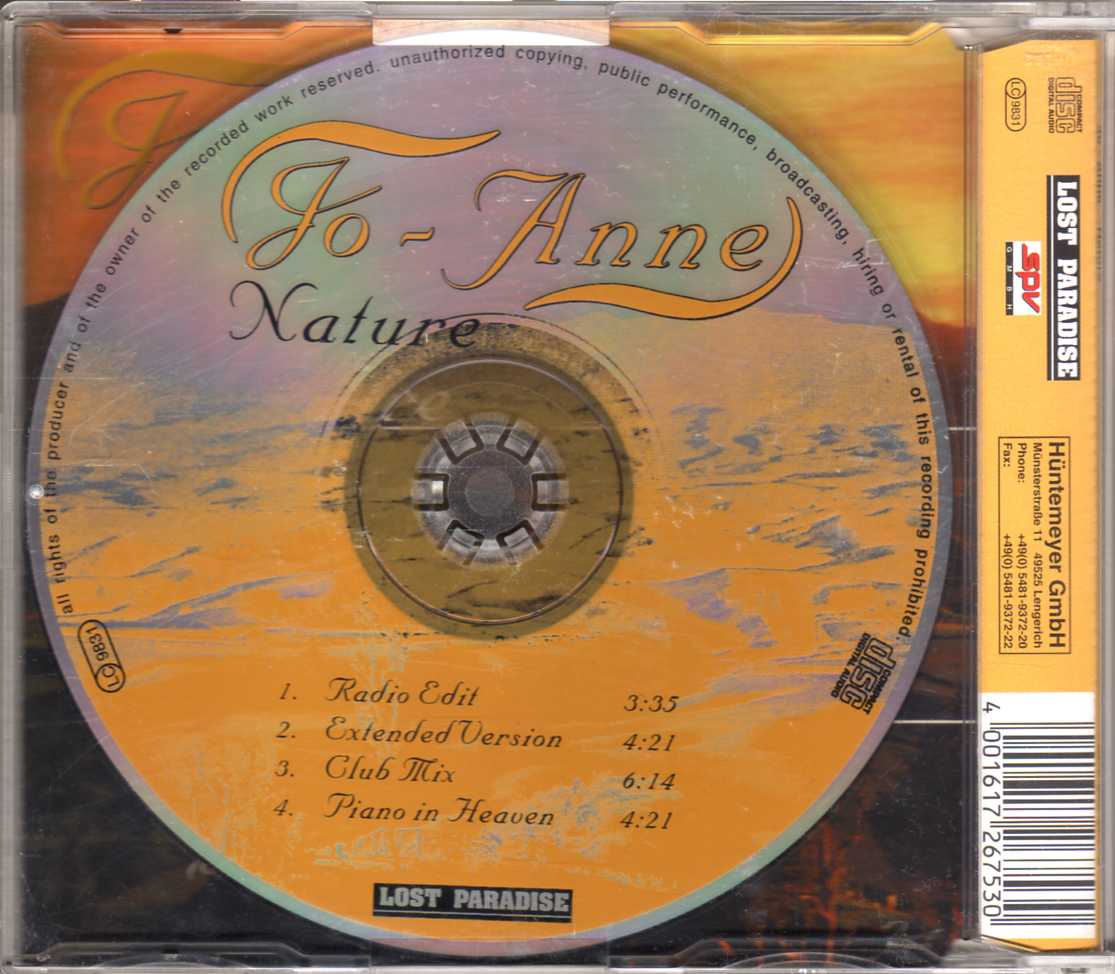 all rights of the producer and of the owner of the recorded work reserved. unauthorized copying, public performance, broadcasting, hiring or rental of this recording prohibited.
Jo - Anne
Nature
1. Radio Edit 3:35
2. Extended Version 4:21
3. Club Mix 6:14
4. Piano in Heaven 4:21
LOST PARADISE
LC 9831
COMPACT
disc
DIGITAL AUDIO
LC 9831
COMPACT
disc
DIGITAL AUDIO
LOST PARADISE
SPV
GMBH
Hüntemeyer GmbH
Münsterstraße 11 49525 Lengerich
Phone: +49(0) 5481-9372-20
Fax: +49(0) 5481-9372-22
4 001617 267530